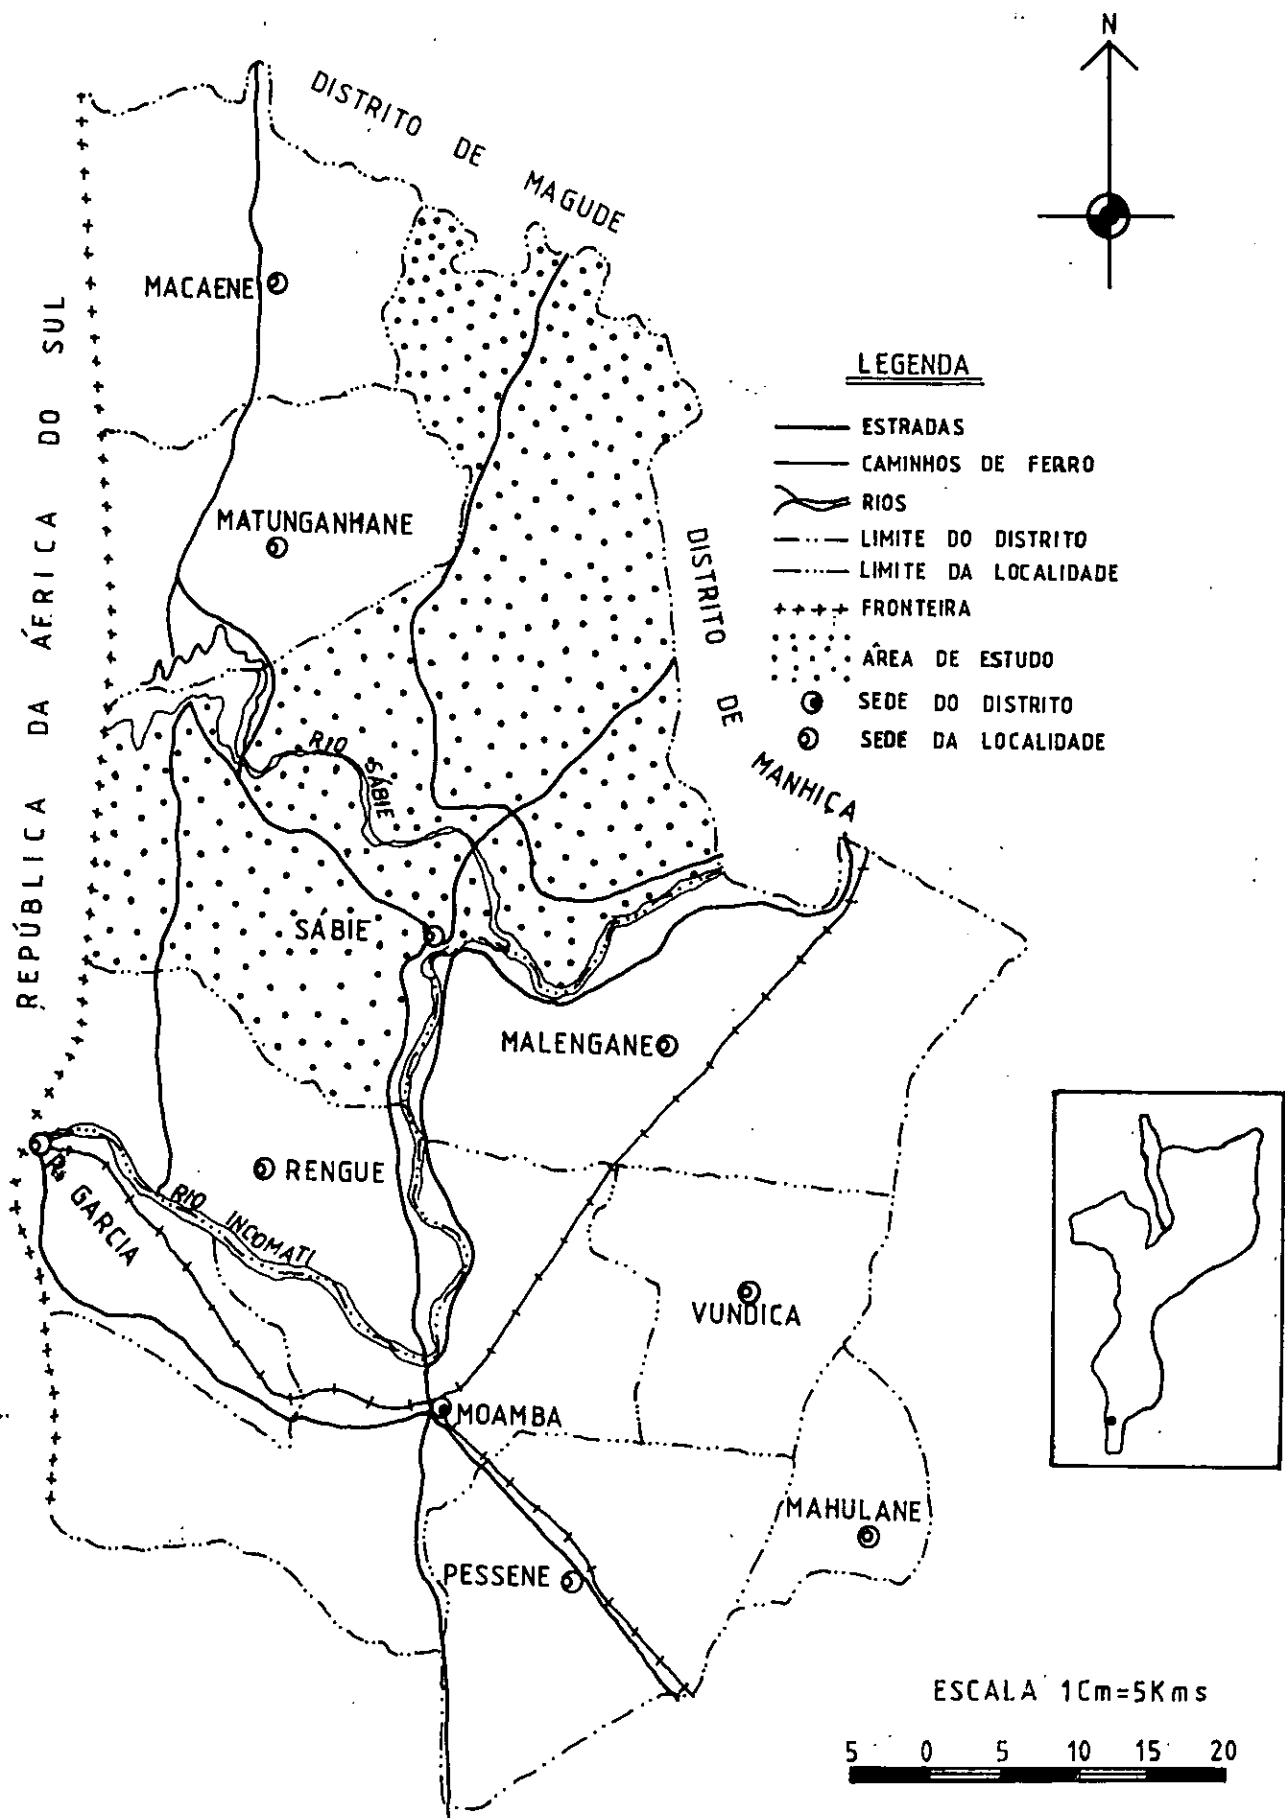 N
DISTRITO DE MAGUDE
MACAENE
REPÚBLICA DA ÁFRICA DO SUL
LEGENDA
ESTRADAS
CAMINHOS DE FERRO
RIOS
LIMITE DO DISTRITO
LIMITE DA LOCALIDADE
FRONTEIRA
ÁREA DE ESTUDO
SEDE DO DISTRITO
SEDE DA LOCALIDADE
MATUNGANHANE
DISTRITO DE MANHIÇA
RIO SÁBIE
SÁBIE
MALENGANE
RENGUE
R. GARCIA
RIO INCOMATI
VUNDICA
MOAMBA
MAHULANE
PESSENE
ESCALA 1Cm=5Kms
5 0 5 10 15 20